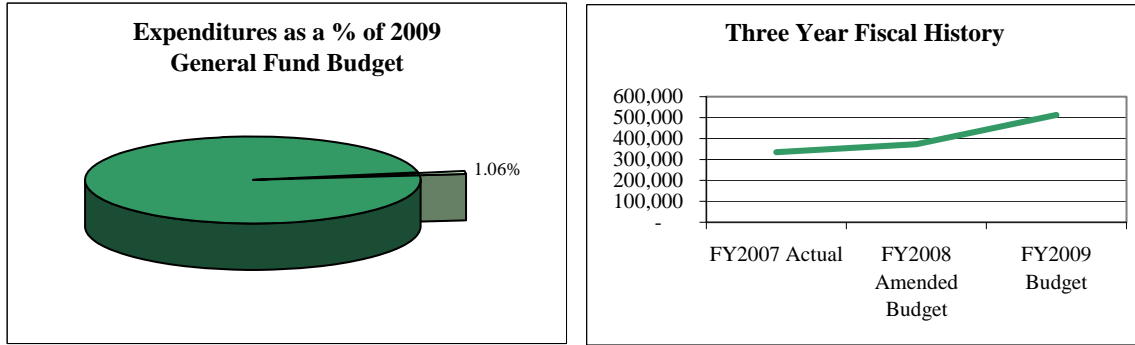 Expenditures as a % of 2009
General Fund Budget
1.06%
Three Year Fiscal History
600,000
500,000
400,000
300,000
200,000
100,000
-
FY2007 Actual
FY2008
Amended
Budget
FY2009
Budget